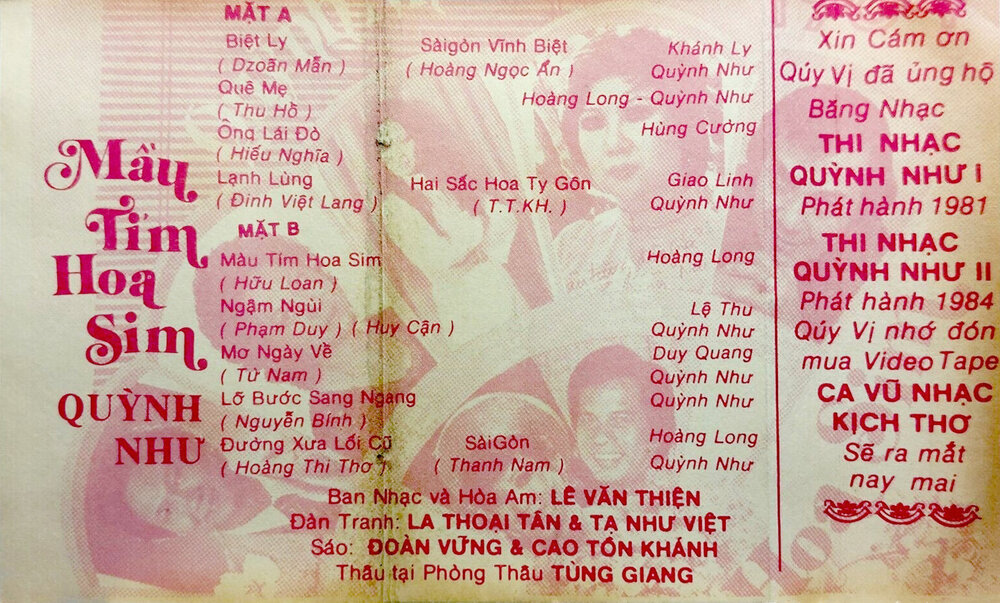 Mầu
Tím
Hoa
Sim
QUỲNH
NHƯ
MẶT A
Biệt Ly
( Dzoãn Mẫn )
Sàigòn Vĩnh Biệt
( Hoàng Ngọc Ẩn )
Khánh Ly
Quỳnh Như
Quê Mẹ
( Thu Hồ )
Hoàng Long - Quỳnh Như
Ông Lái Đò
( Hiếu Nghĩa )
Hùng Cường
Lạnh Lùng
( Đinh Việt Lang )
Hai Sắc Hoa Ty Gôn
( T.T.KH. )
Giao Linh
Quỳnh Như
MẶT B
Màu Tím Hoa Sim
( Hữu Loan )
Hoàng Long
Ngậm Ngùi
( Phạm Duy ) ( Huy Cận )
Lệ Thu
Quỳnh Như
Mơ Ngày Về
( Từ Nam )
Duy Quang
Quỳnh Như
Lỡ Bước Sang Ngang
( Nguyễn Bính )
Quỳnh Như
Đường Xưa Lối Cũ
( Hoàng Thi Thơ )
SàiGòn
( Thanh Nam )
Hoàng Long
Quỳnh Như
Ban Nhạc và Hòa Am: LÊ VĂN THIỆN
Đàn Tranh: LA THOẠI TÂN & TA NHƯ VIỆT
Sáo: ĐOÀN VỮNG & CAO TỒN KHÁNH
Thâu tại Phòng Thâu TÙNG GIANG
Xin Cám ơn
Qúy Vị đã ủng hộ
Băng Nhạc
THI NHẠC
QUỲNH NHƯ I
Phát hành 1981
THI NHẠC
QUỲNH NHƯ II
Phát hành 1984
Qúy Vị nhớ đón
mua Video Tape
CA VŨ NHẠC
KỊCH THƠ
Sẽ ra mắt
nay mai